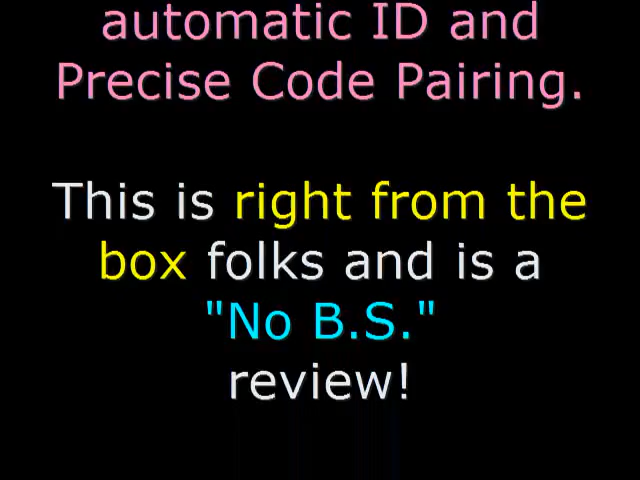 automatic ID and
Precise Code Pairing.
This is right from the
box folks and is a
"No B.S."
review!